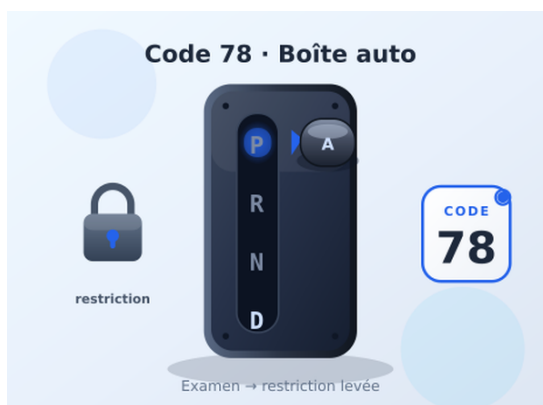 Code 78 · Boîte auto
P
A
R
N
D
CODE
78
restriction
Examen → restriction levée